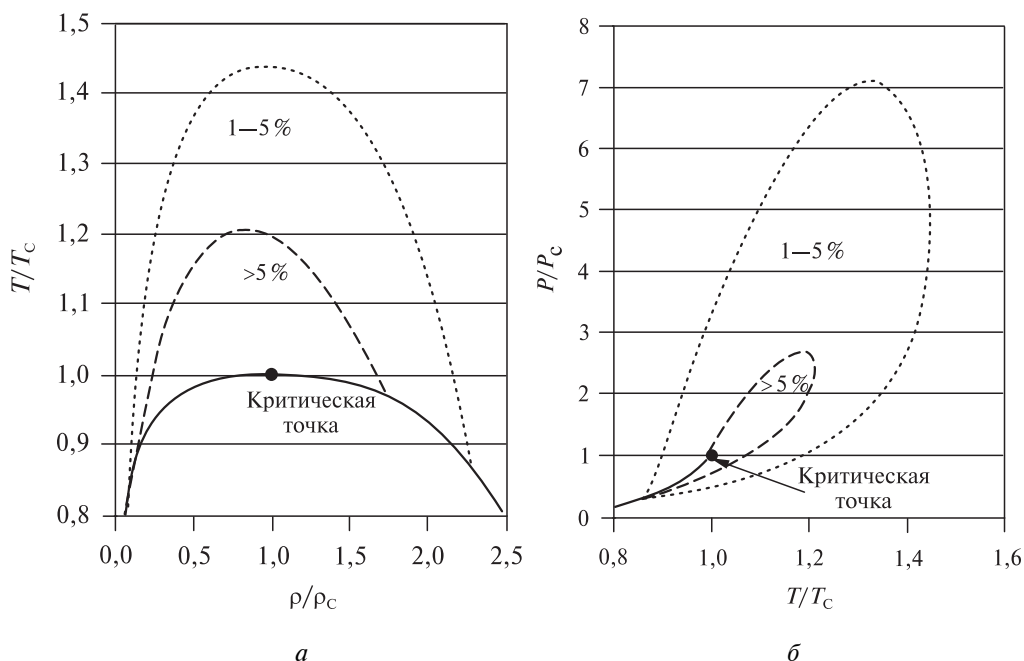 1,5
1,4
1,3
1,2
1,1
1,0
0,9
0,8
T/T_C
1—5%
>5%
Критическая
точка
0,0 0,5 1,0 1,5 2,0 2,5
ρ/ρ_C
а
8
7
6
5
4
3
2
1
0
P/P_C
1—5%
>5%
Критическая
точка
0,8 1,0 1,2 1,4 1,6
T/T_C
б